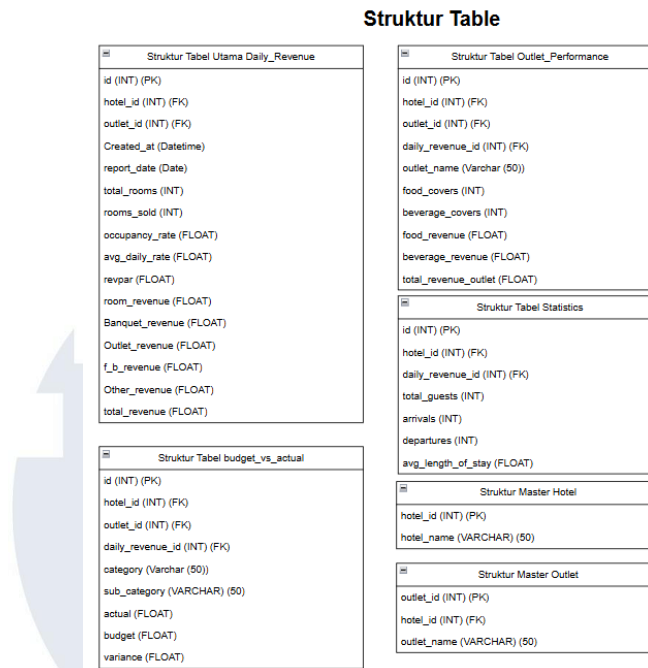 Struktur Table
Struktur Tabel Utama Daily_Revenue
id (INT) (PK)
hotel_id (INT) (FK)
outlet_id (INT) (FK)
Created_at (Datetime)
report_date (Date)
total_rooms (INT)
rooms_sold (INT)
occupancy_rate (FLOAT)
avg_daily_rate (FLOAT)
revpar (FLOAT)
room_revenue (FLOAT)
Banquet_revenue (FLOAT)
Outlet_revenue (FLOAT)
f_b_revenue (FLOAT)
Other_revenue (FLOAT)
total_revenue (FLOAT)
Struktur Tabel budget_vs_actual
id (INT) (PK)
hotel_id (INT) (FK)
outlet_id (INT) (FK)
daily_revenue_id (INT) (FK)
category (Varchar (50))
sub_category (VARCHAR) (50)
actual (FLOAT)
budget (FLOAT)
variance (FLOAT)
Struktur Tabel Outlet_Performance
id (INT) (PK)
hotel_id (INT) (FK)
outlet_id (INT) (FK)
daily_revenue_id (INT) (FK)
outlet_name (Varchar (50))
food_covers (INT)
beverage_covers (INT)
food_revenue (FLOAT)
beverage_revenue (FLOAT)
total_revenue_outlet (FLOAT)
Struktur Tabel Statistics
id (INT) (PK)
hotel_id (INT) (FK)
daily_revenue_id (INT) (FK)
total_guests (INT)
arrivals (INT)
departures (INT)
avg_length_of_stay (FLOAT)
Struktur Master Hotel
hotel_id (INT) (PK)
hotel_name (VARCHAR) (50)
Struktur Master Outlet
outlet_id (INT) (PK)
hotel_id (INT) (FK)
outlet_name (VARCHAR) (50)